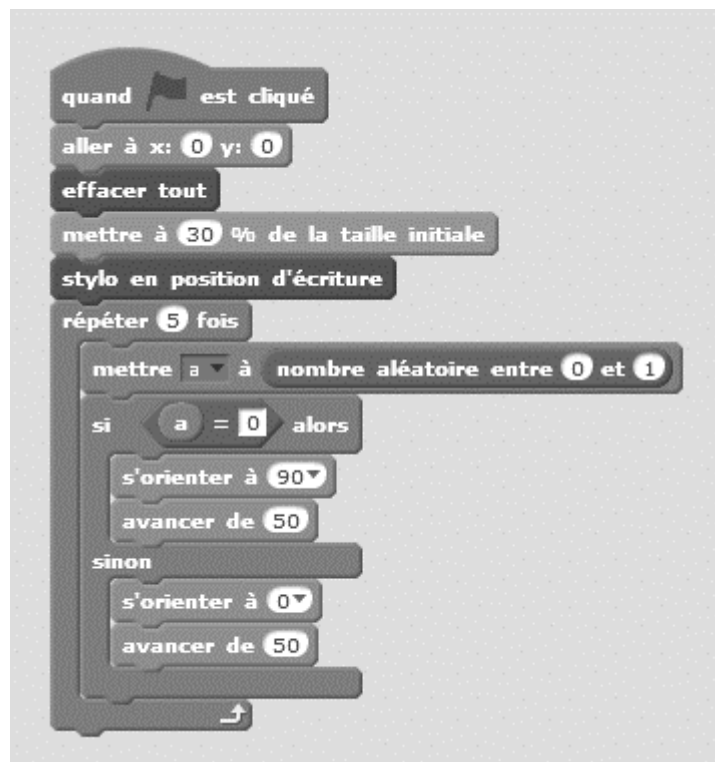 quand est cliqué
aller à x: 0 y: 0
effacer tout
mettre à 30 % de la taille initiale
stylo en position d'écriture
répéter 5 fois
mettre a à nombre aléatoire entre 0 et 1
si a = 0 alors
s'orienter à 90
avancer de 50
sinon
s'orienter à 0
avancer de 50